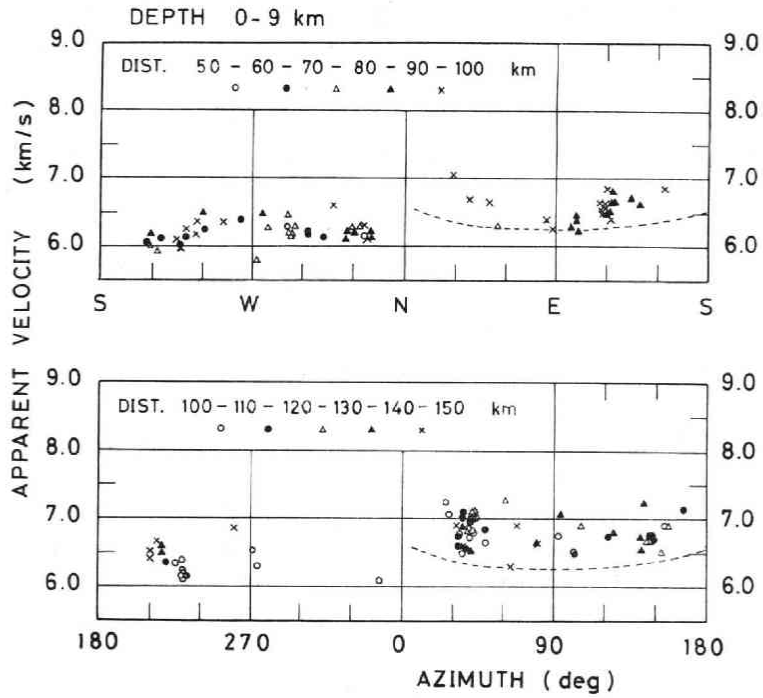 DEPTH 0-9 km
9.0 9.0
DIST. 50 - 60 - 70 - 80 - 90 - 100 km
8.0 8.0
7.0 7.0
6.0 6.0
S W N E S
APPARENT VELOCITY (km/s)
9.0 9.0
DIST. 100 - 110 - 120 - 130 - 140 - 150 km
8.0 8.0
7.0 7.0
6.0 6.0
180 270 0 90 180
AZIMUTH (deg)